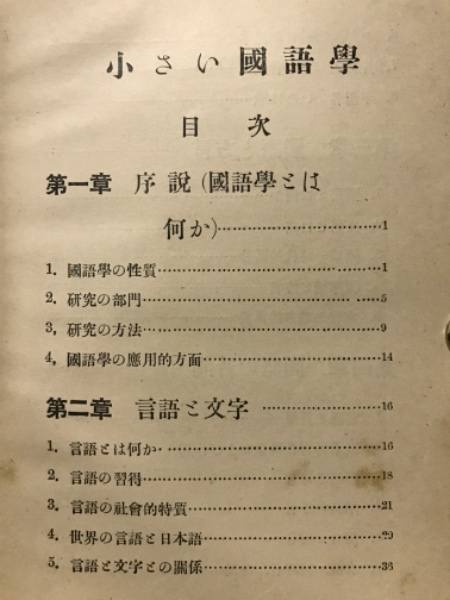 小さい國語學
目次
第一章 序說(國語學とは
何か)……………………………1
1. 國語學の性質……………………………1
2. 研究の部門……………………………5
3. 研究の方法……………………………9
4. 國語學の應用的方面……………………………14
第二章 言語と文字……………………………16
1. 言語とは何か……………………………16
2. 言語の習得……………………………18
3. 言語の社會的特質……………………………21
4. 世界の言語と日本語……………………………29
5. 言語と文字との關係……………………………36